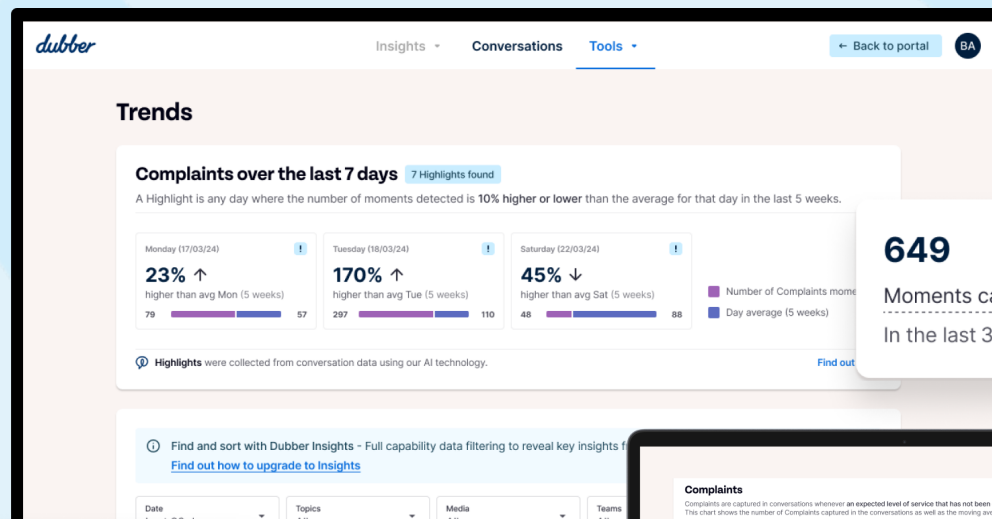 dubber
Insights
Conversations
Tools
← Back to portal
BA
Trends
Complaints over the last 7 days
7 Highlights found
A Highlight is any day where the number of moments detected is 10% higher or lower than the average for that day in the last 5 weeks.
Monday (17/03/24)
!
23% ↑
higher than avg Mon (5 weeks)
79
57
Tuesday (18/03/24)
!
170% ↑
higher than avg Tue (5 weeks)
297
110
Saturday (22/03/24)
!
45% ↓
higher than avg Sat (5 weeks)
48
88
Number of Complaints mome
Day average (5 weeks)
Highlights were collected from conversation data using our AI technology.
Find out
649
Moments ca
In the last 3
Find and sort with Dubber Insights - Full capability data filtering to reveal key insights f
Find out how to upgrade to Insights
Date
Topics
Media
Teams
Complaints
Complaints are captured in conversations whenever an expected level of service that has not been
This chart shows the number of Complaints captured in the conversations as well as the moving ave